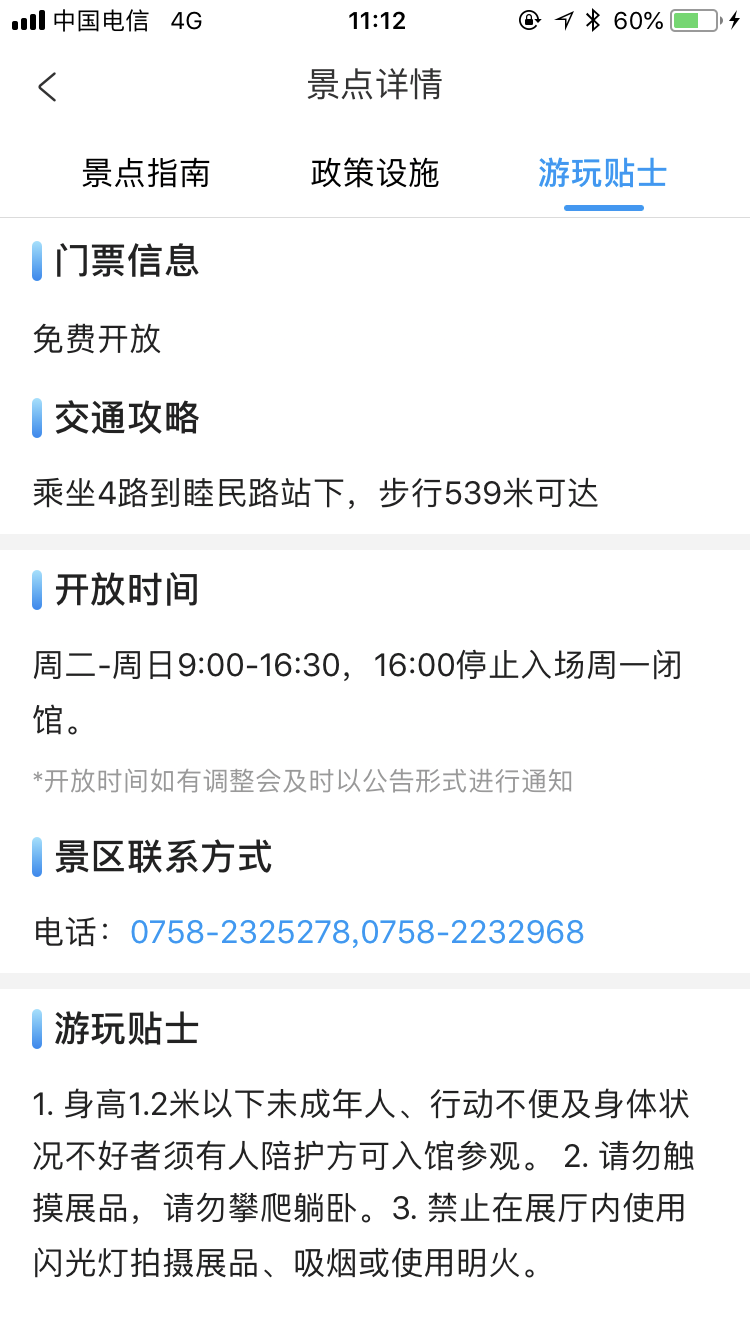 中国电信 4G 11:12 60%
景点详情
景点指南 政策设施 游玩贴士
门票信息
免费开放
交通攻略
乘坐4路到睦民路站下，步行539米可达
开放时间
周二-周日9:00-16:30，16:00停止入场周一闭
馆。
*开放时间如有调整会及时以公告形式进行通知
景区联系方式
电话：0758-2325278,0758-2232968
游玩贴士
1. 身高1.2米以下未成年人、行动不便及身体状
况不好者须有人陪护方可入馆参观。 2. 请勿触
摸展品，请勿攀爬躺卧。3. 禁止在展厅内使用
闪光灯拍摄展品、吸烟或使用明火。